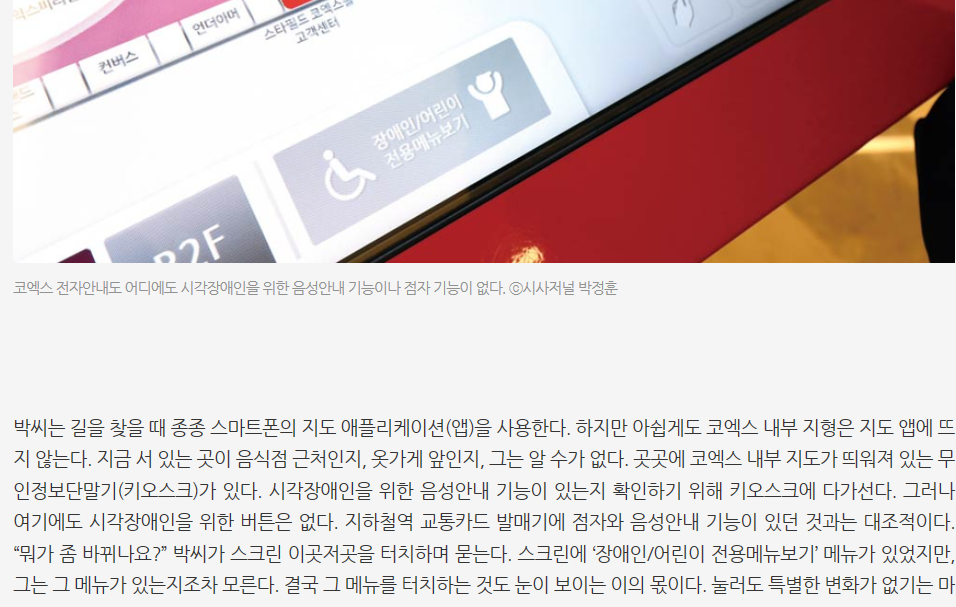 언더아머
컨버스
스타필드 코엑스몰
고객센터
장애인/어린이
전용메뉴보기
B2F
코엑스 전자안내도 어디에도 시각장애인을 위한 음성안내 기능이나 점자 기능이 없다. ⓒ시사저널 박정훈
박씨는 길을 찾을 때 종종 스마트폰의 지도 애플리케이션(앱)을 사용한다. 하지만 아쉽게도 코엑스 내부 지형은 지도 앱에 뜨
지 않는다. 지금 서 있는 곳이 음식점 근처인지, 옷가게 앞인지, 그는 알 수가 없다. 곳곳에 코엑스 내부 지도가 띄워져 있는 무
인정보단말기(키오스크)가 있다. 시각장애인을 위한 음성안내 기능이 있는지 확인하기 위해 키오스크에 다가선다. 그러나
여기에도 시각장애인을 위한 버튼은 없다. 지하철역 교통카드 발매기에 점자와 음성안내 기능이 있던 것과는 대조적이다.
“뭐가 좀 바뀌나요?” 박씨가 스크린 이곳저곳을 터치하며 묻는다. 스크린에 ‘장애인/어린이 전용메뉴보기’ 메뉴가 있었지만,
그는 그 메뉴가 있는지조차 모른다. 결국 그 메뉴를 터치하는 것도 눈이 보이는 이의 몫이다. 눌러도 특별한 변화가 없기는 마